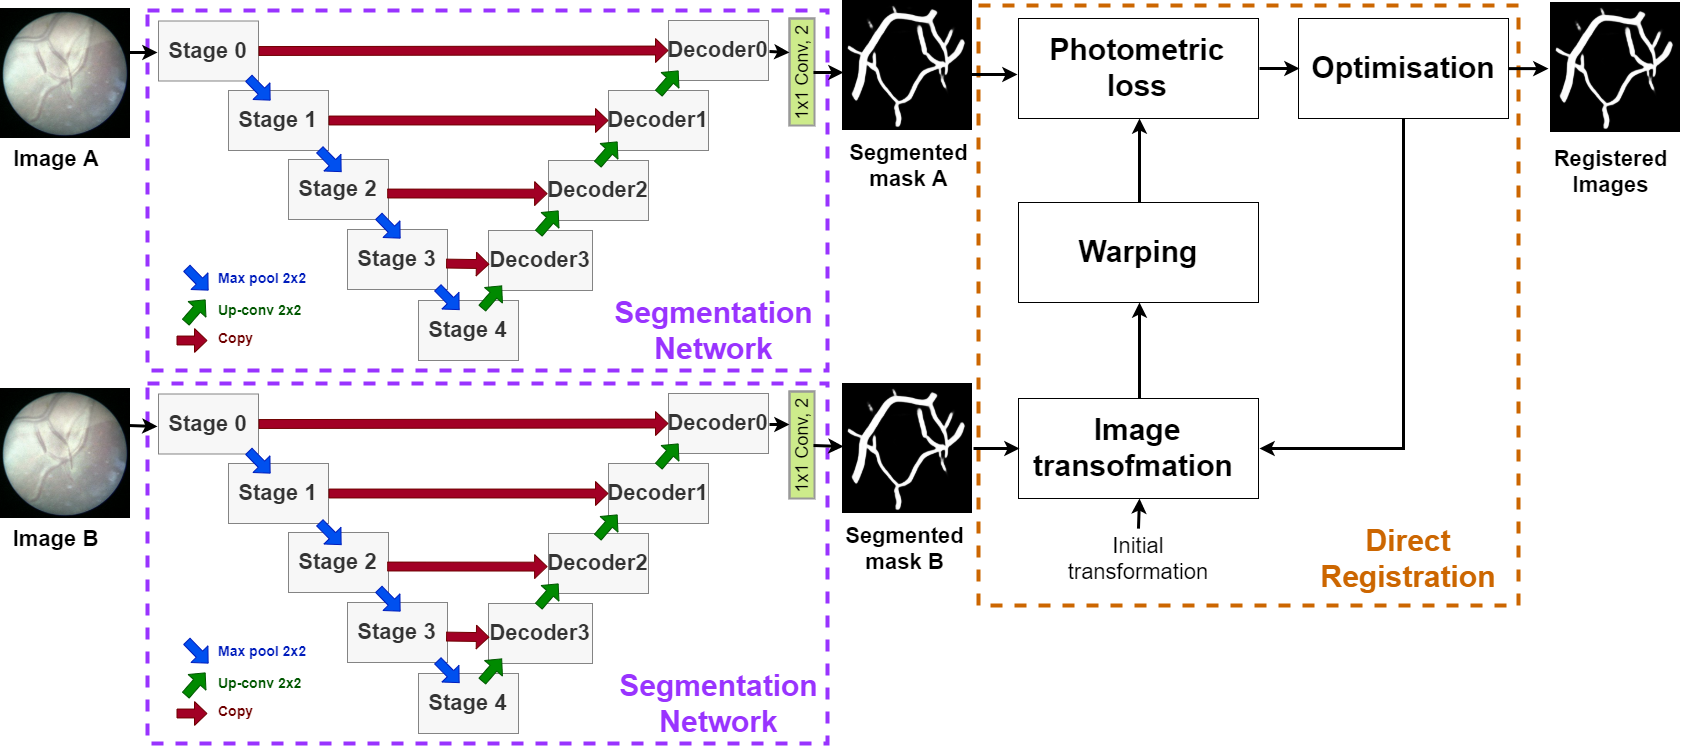 Image A
Stage 0
Decoder0
1x1 Conv, 2
Stage 1
Decoder1
Stage 2
Decoder2
Stage 3
Decoder3
Stage 4
Max pool 2x2
Up-conv 2x2
Copy
Segmentation
Network
Segmented
mask A
Image B
Stage 0
Decoder0
1x1 Conv, 2
Stage 1
Decoder1
Stage 2
Decoder2
Stage 3
Decoder3
Stage 4
Max pool 2x2
Up-conv 2x2
Copy
Segmentation
Network
Segmented
mask B
Photometric
loss
Optimisation
Warping
Image
transofmation
Initial
transformation
Direct
Registration
Registered
Images